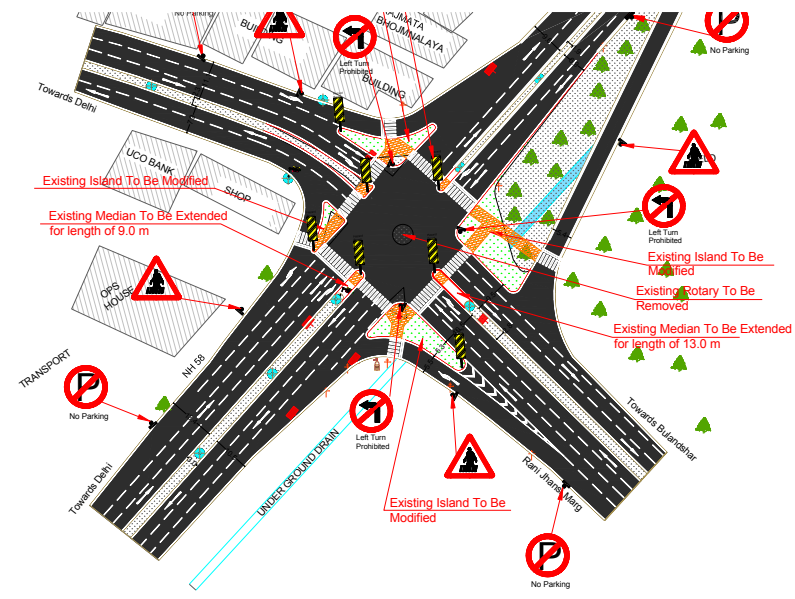 No Parking
BUILDING
RAJMATA
BHOJMNALAYA
Left Turn
Prohibited
No Parking
BUILDING
Towards Delhi
UCO BANK
SHOP
Existing Island To Be Modified
Existing Median To Be Extended
for length of 9.0 m
Left Turn
Prohibited
Existing Island To Be
Modified
Existing Rotary To Be
Removed
Existing Median To Be Extended
for length of 13.0 m
OPS
HOUSE
TRANSPORT
NH 58
No Parking
Left Turn
Prohibited
Towards Bulandshar
Towards Delhi
UNDER GROUND DRAIN
Rani Jhansi Marg
Existing Island To Be
Modified
No Parking